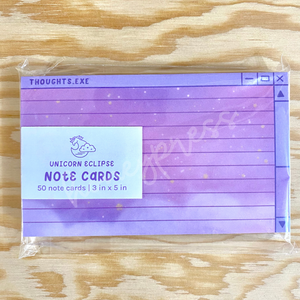 THOUGHTS.EXE
UNICORN ECLIPSE
NOTE CARDS
50 note cards | 3 in x 5 in